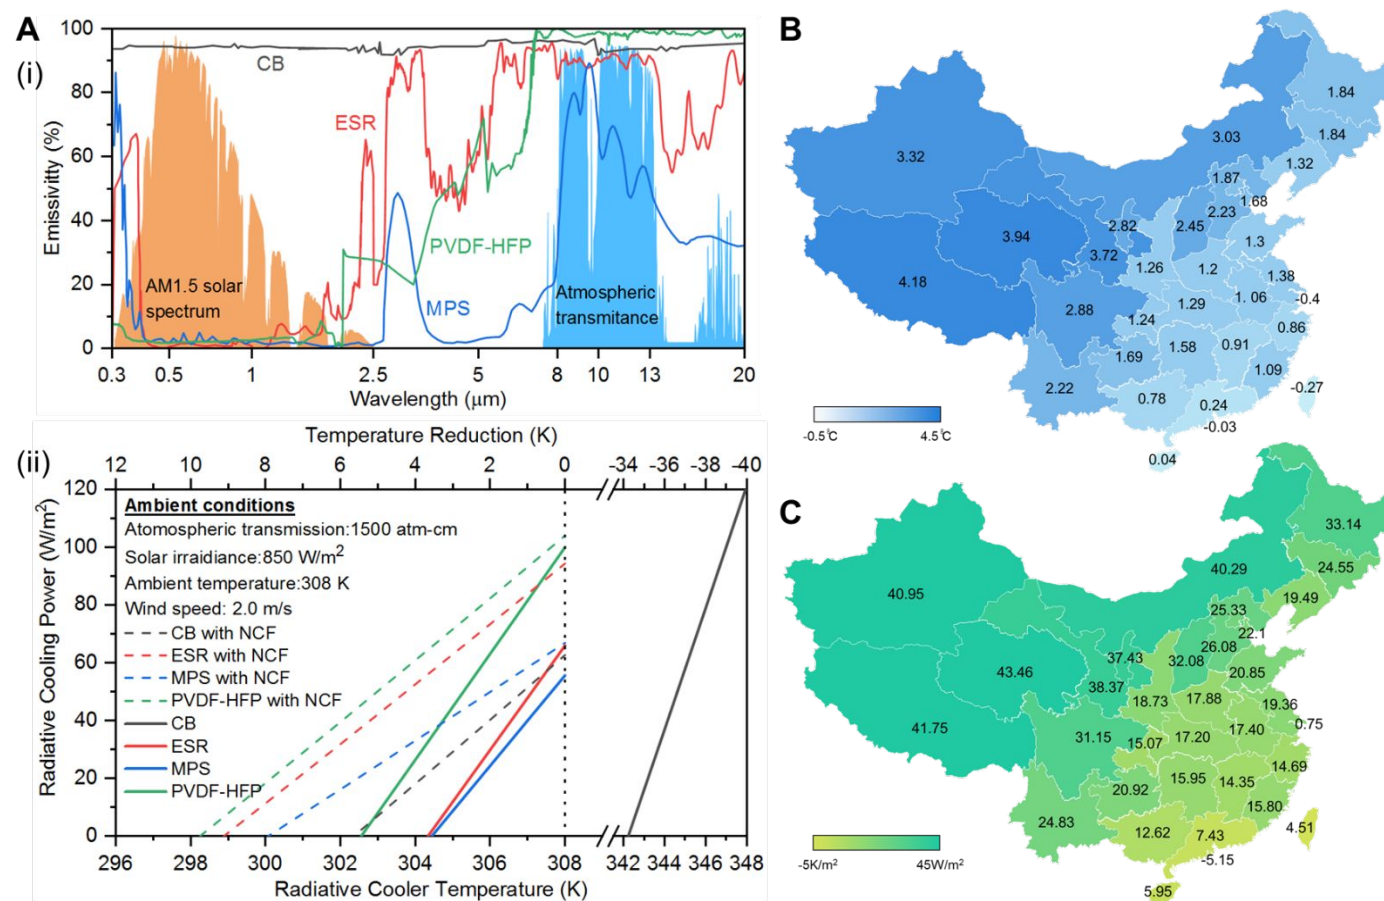 A
(i)
100
80
60
40
20
0
Emissivitty (%)
CB
ESR
PVDF-HFP
MPS
AM1.5 solar
spectrum
Atmospheric
transmitance
0.3 0.5 1 2.5 5 8 10 13 20
Wavelength (μm)
(ii)
Temperature Reduction (K)
12 10 8 6 4 2 0 -34 -36 -38 -40
120
100
80
60
40
20
0
Radiative Cooling Power (W/m²)
Ambient conditions
Atomospheric transmission:1500 atm-cm
Solar irraidiance:850 W/m²
Ambient temperature:308 K
Wind speed: 2.0 m/s
CB with NCF
ESR with NCF
MPS with NCF
PVDF-HFP with NCF
CB
ESR
MPS
PVDF-HFP
296 298 300 302 304 306 308 342 344 346 348
Radiative Cooler Temperature (K)
B
1.84
1.84
3.03
1.32
3.32
1.87
1.68
2.23
2.82
2.45
3.94
1.3
3.72
1.26
1.2
1.38
4.18
1.06
-0.4
2.88
1.29
1.24
0.86
0.91
1.58
1.69
1.09
2.22
-0.27
0.78
0.24
-0.03
0.04
-0.5℃ 4.5℃
C
33.14
24.55
40.29
19.49
40.95
25.33
22.1
26.08
37.43
32.08
43.46
20.85
38.37
18.73
17.88
19.36
41.75
17.40
0.75
31.15
17.20
15.07
14.69
15.95
14.35
20.92
15.80
24.83
4.51
12.62
7.43
-5.15
5.95
-5K/m² 45W/m²